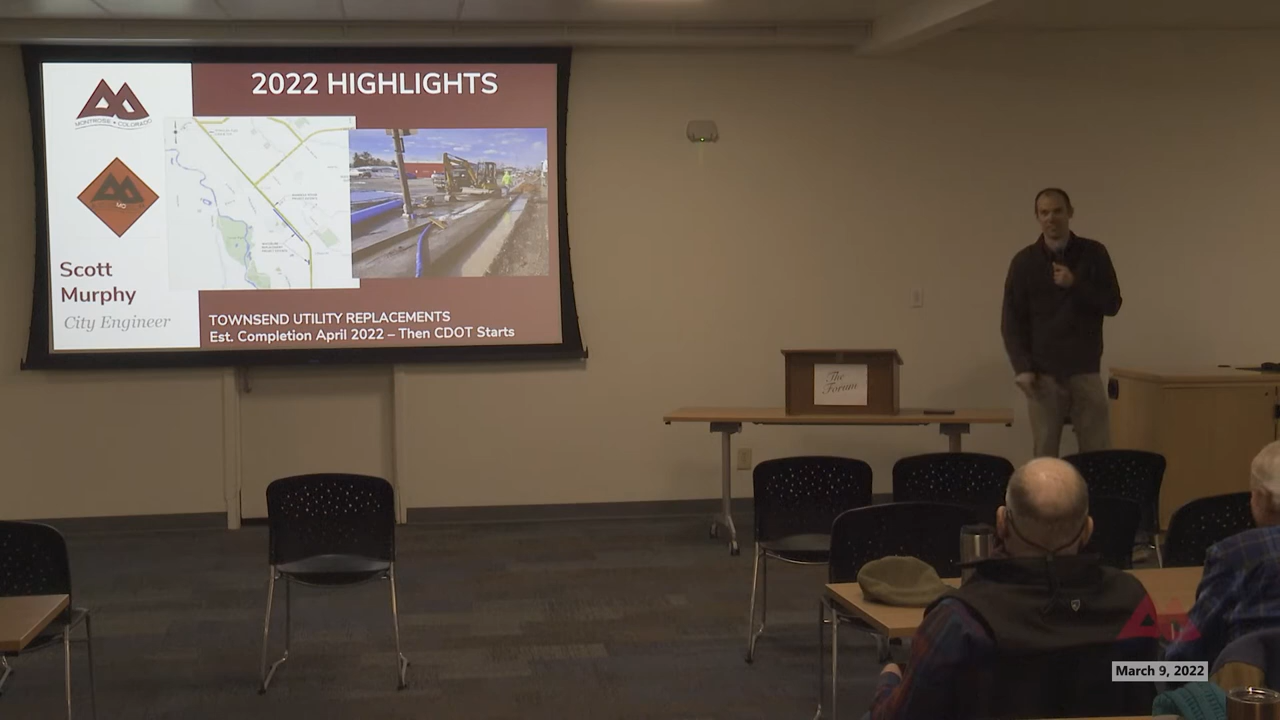 2022 HIGHLIGHTS
MONTROSE • COLORADO
Scott
Murphy
City Engineer
TOWNSEND UTILITY REPLACEMENTS
Est. Completion April 2022 – Then CDOT Starts
The
Forum
March 9, 2022